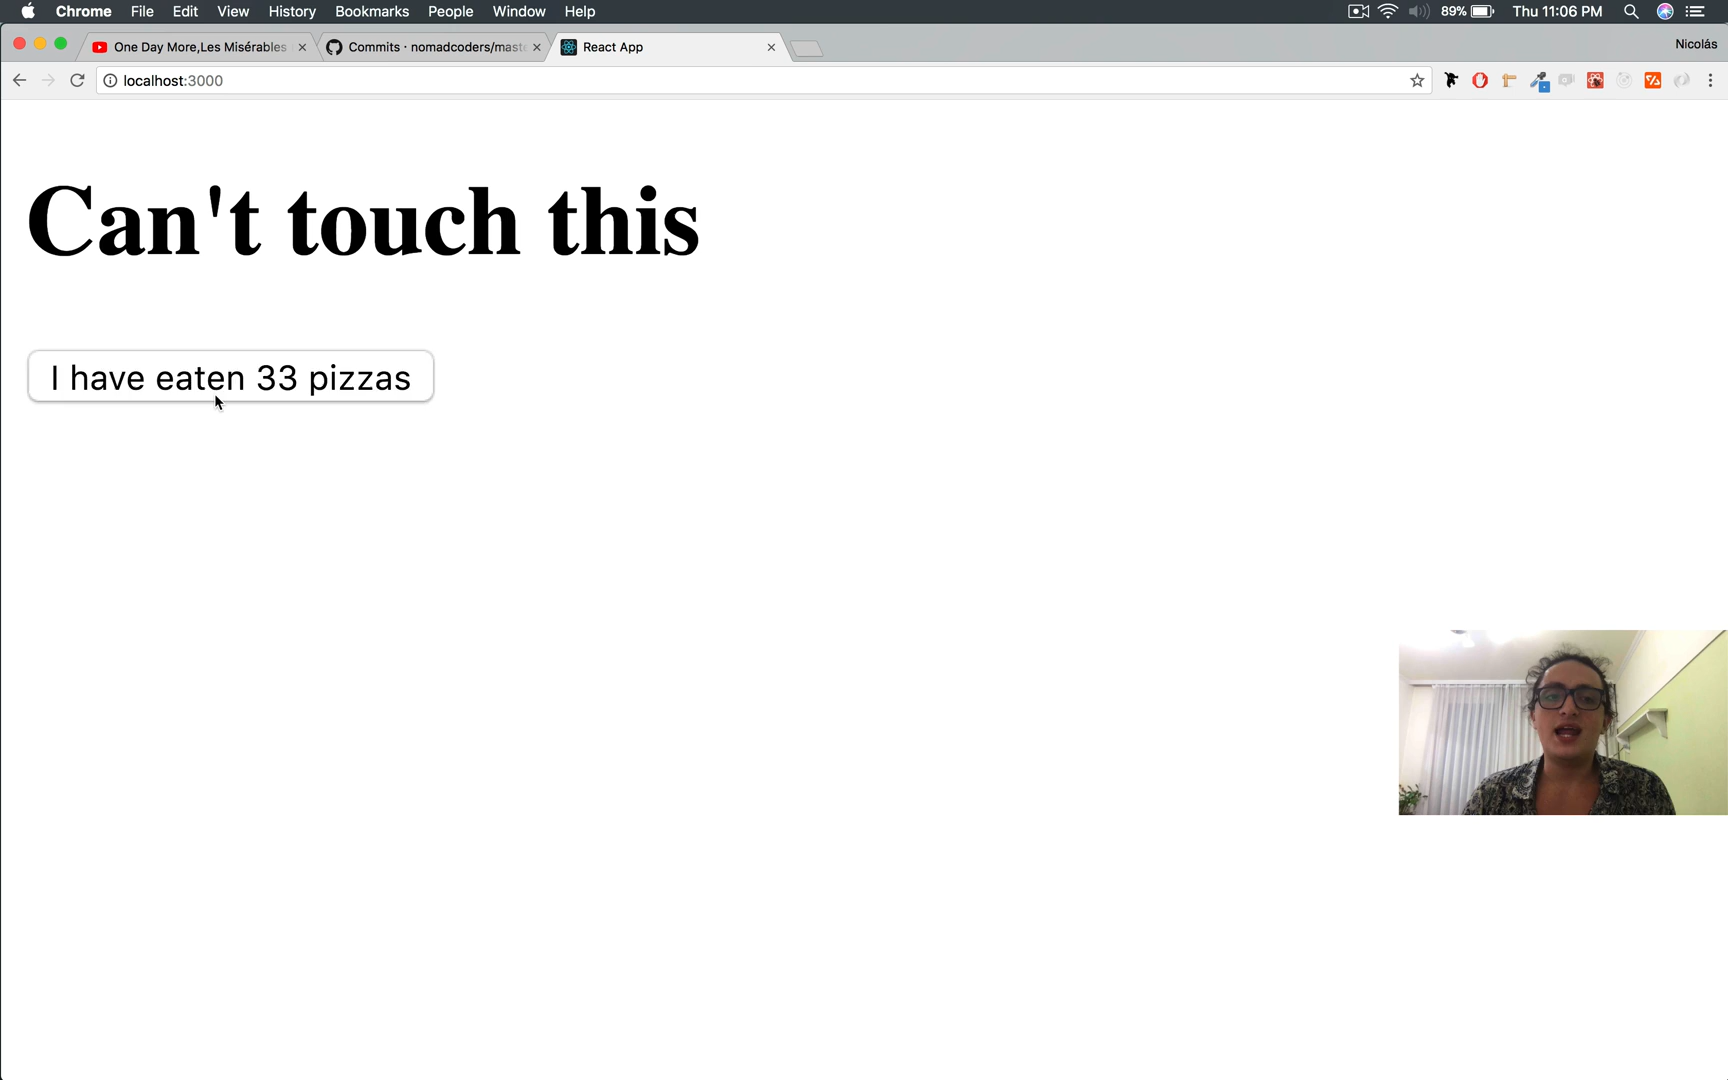 Chrome File Edit View History Bookmarks People Window Help 89% Thu 11:06 PM
One Day More,Les Misérables Commits · nomadcoders/maste React App Nicolás
localhost:3000
Can't touch this
I have eaten 33 pizzas